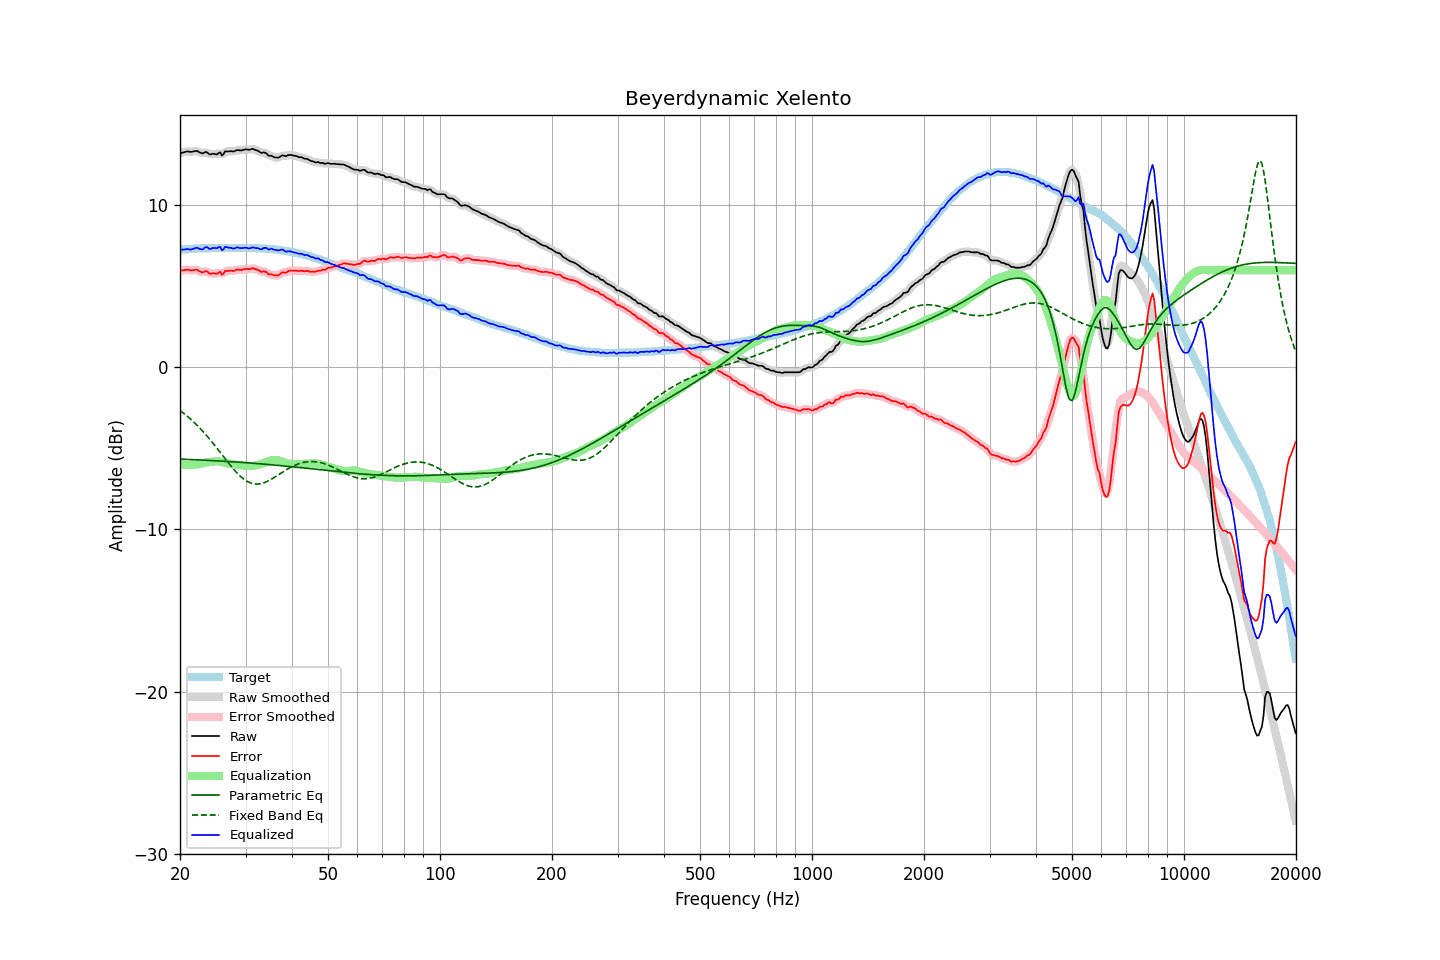 Beyerdynamic Xelento
Amplitude (dBr)
10
0
−10
−20
−30
Target
Raw Smoothed
Error Smoothed
Raw
Error
Equalization
Parametric Eq
Fixed Band Eq
Equalized
20 50 100 200 500 1000 2000 5000 10000 20000
Frequency (Hz)